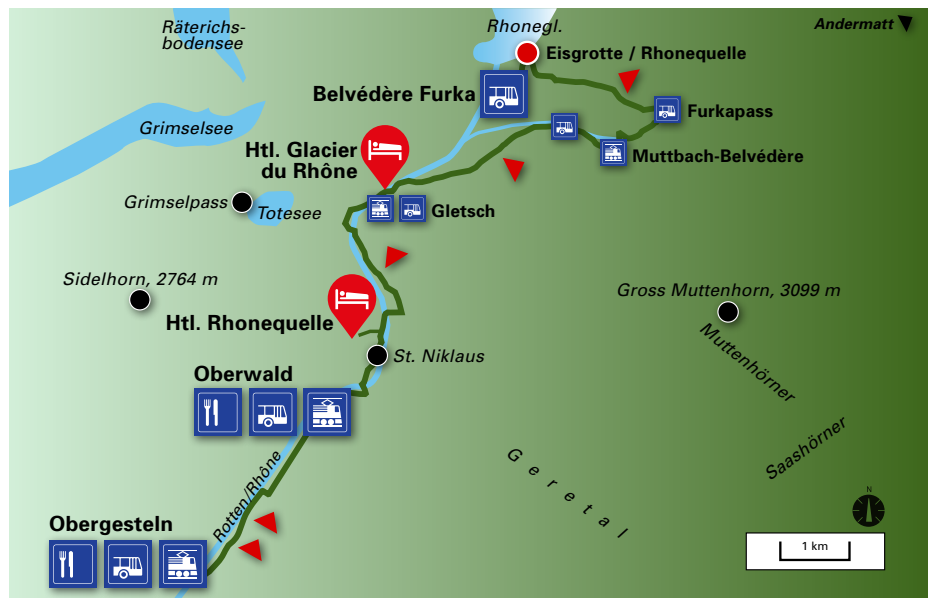 Räterichs-
bodensee
Rhonegl.
Andermatt
Eisgrotte / Rhonequelle
Belvédère Furka
Furkapass
Grimselsee
Htl. Glacier
du Rhône
Muttbach-Belvédère
Grimselpass
Totesee
Gletsch
Sidelhorn, 2764 m
Gross Muttenhorn, 3099 m
Htl. Rhonequelle
Muttenhörner
St. Niklaus
Oberwald
Saashörner
Geretal
Rotten/Rhône
N
Obergesteln
1 km